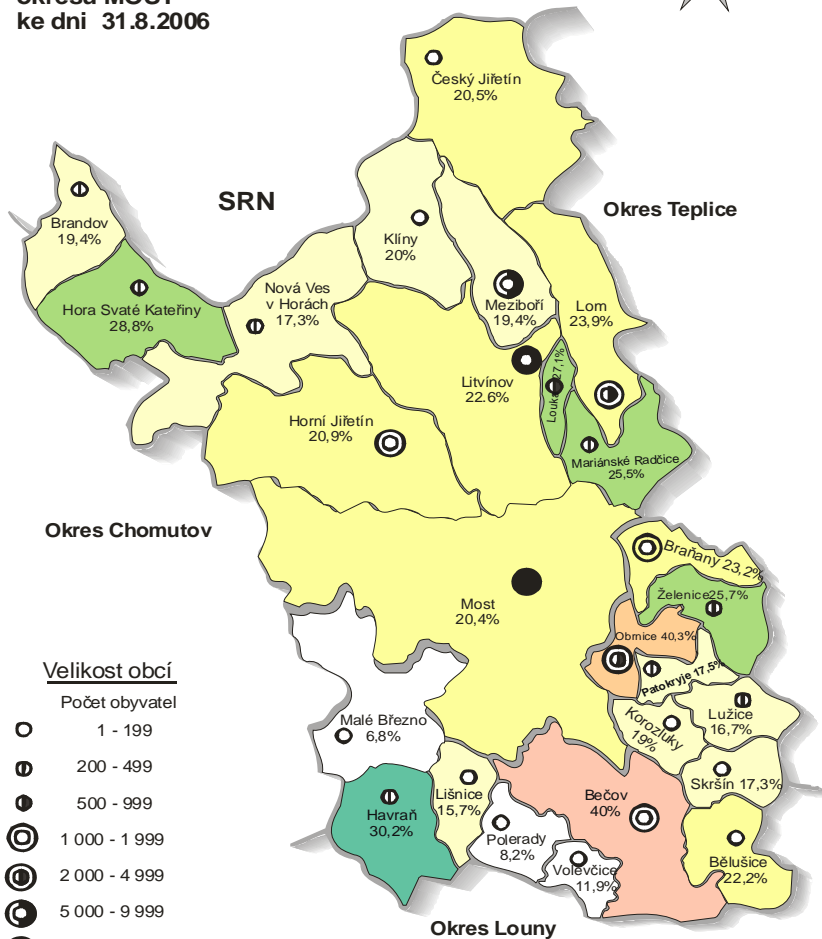 ke dni 31.8.2006
Český Jiřetín
20,5%
SRN
Okres Teplice
Brandov
19,4%
Klíny
20%
Hora Svaté Kateřiny
28,8%
Nová Ves
v Horách
17,3%
Meziboří
19,4%
Lom
23,9%
Litvínov
22.6%
27,1%
Horní Jiřetín
20,9%
Mariánské Radčice
25,5%
Okres Chomutov
Braňany 23,2%
Želenice25,7%
Most
20,4%
Obrnice 40,3%
Patokryje 17,5%
Korozluky
19%
Lužice
16,7%
Malé Březno
6,8%
Skršín 17,3%
Lišnice
15,7%
Havraň
30,2%
Bečov
40%
Polerady
8,2%
Volevčice
11,9%
Bělušice
22,2%
Okres Louny
Velikost obcí
Počet obyvatel
1 - 199
200 - 499
500 - 999
1 000 - 1 999
2 000 - 4 999
5 000 - 9 999